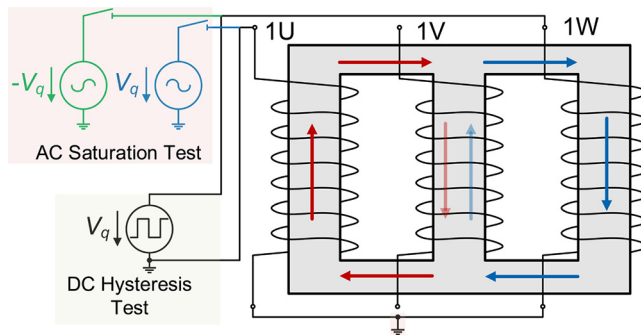 1U
1V
1W
-Vq
Vq
AC Saturation Test
Vq
DC Hysteresis
Test